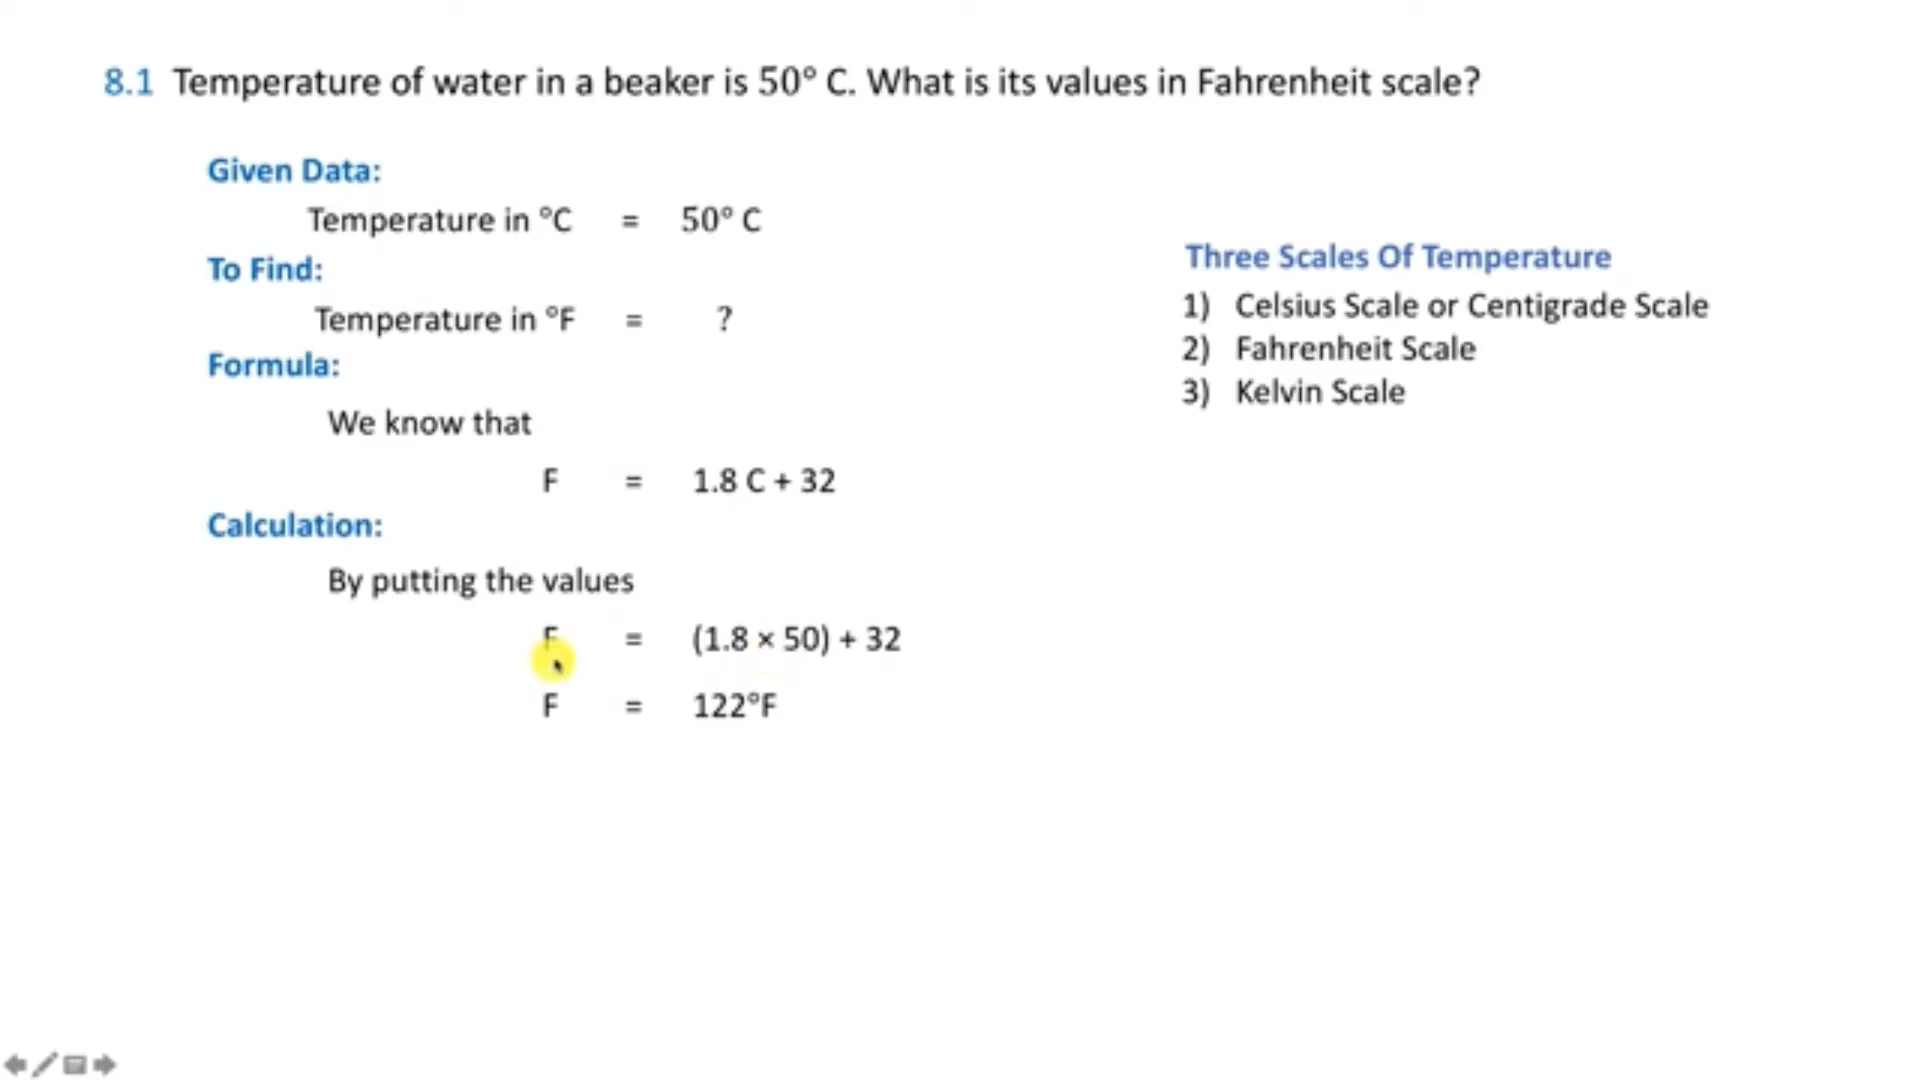 8.1 Temperature of water in a beaker is 50° C. What is its values in Fahrenheit scale?
Given Data:
Temperature in °C = 50° C
To Find:
Temperature in °F = ?
Formula:
We know that
F = 1.8 C + 32
Calculation:
By putting the values
F = (1.8 × 50) + 32
F = 122°F
Three Scales Of Temperature
1) Celsius Scale or Centigrade Scale
2) Fahrenheit Scale
3) Kelvin Scale